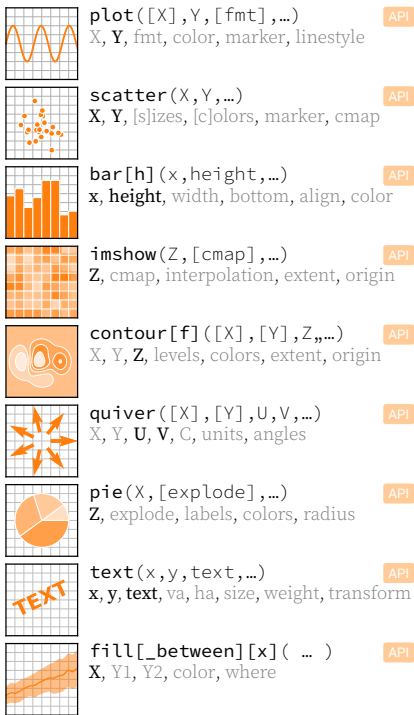 plot([X],Y,[fmt],…) API
X, Y, fmt, color, marker, linestyle
scatter(X,Y,…) API
X, Y, [s]izes, [c]olors, marker, cmap
bar[h](x,height,…) API
x, height, width, bottom, align, color
imshow(Z,[cmap],…) API
Z, cmap, interpolation, extent, origin
contour[f]([X],[Y],Z,,…) API
X, Y, Z, levels, colors, extent, origin
quiver([X],[Y],U,V,…) API
X, Y, U, V, C, units, angles
pie(X,[explode],…) API
Z, explode, labels, colors, radius
TEXT
text(x,y,text,…) API
x, y, text, va, ha, size, weight, transform
fill[_between][x]( … ) API
X, Y1, Y2, color, where